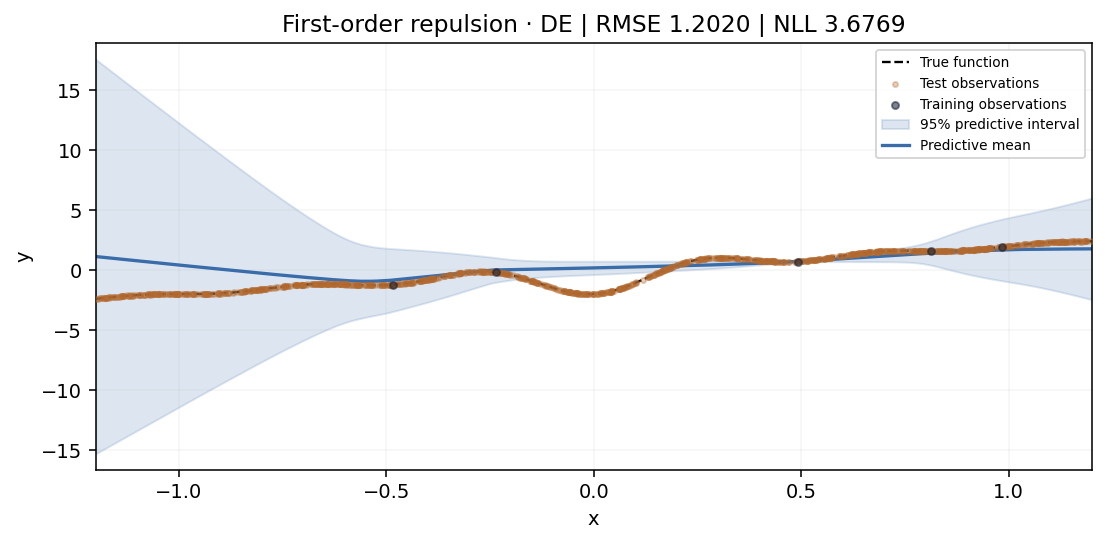 First-order repulsion · DE | RMSE 1.2020 | NLL 3.6769
True function
Test observations
Training observations
95% predictive interval
Predictive mean
15
10
5
0
−5
−10
−15
y
−1.0 −0.5 0.0 0.5 1.0
x